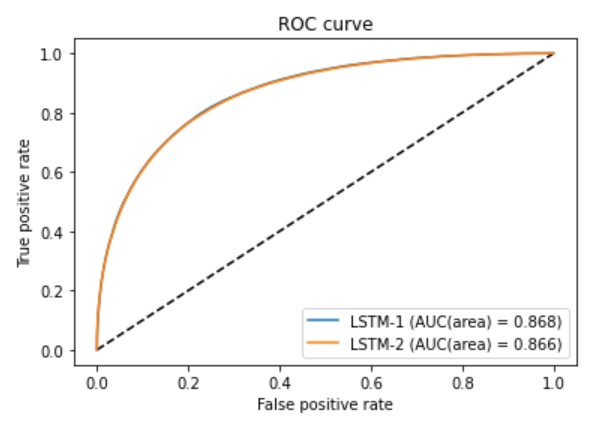 ROC curve
True positive rate
1.0
0.8
0.6
0.4
0.2
0.0
LSTM-1 (AUC(area) = 0.868)
LSTM-2 (AUC(area) = 0.866)
0.0 0.2 0.4 0.6 0.8 1.0
False positive rate